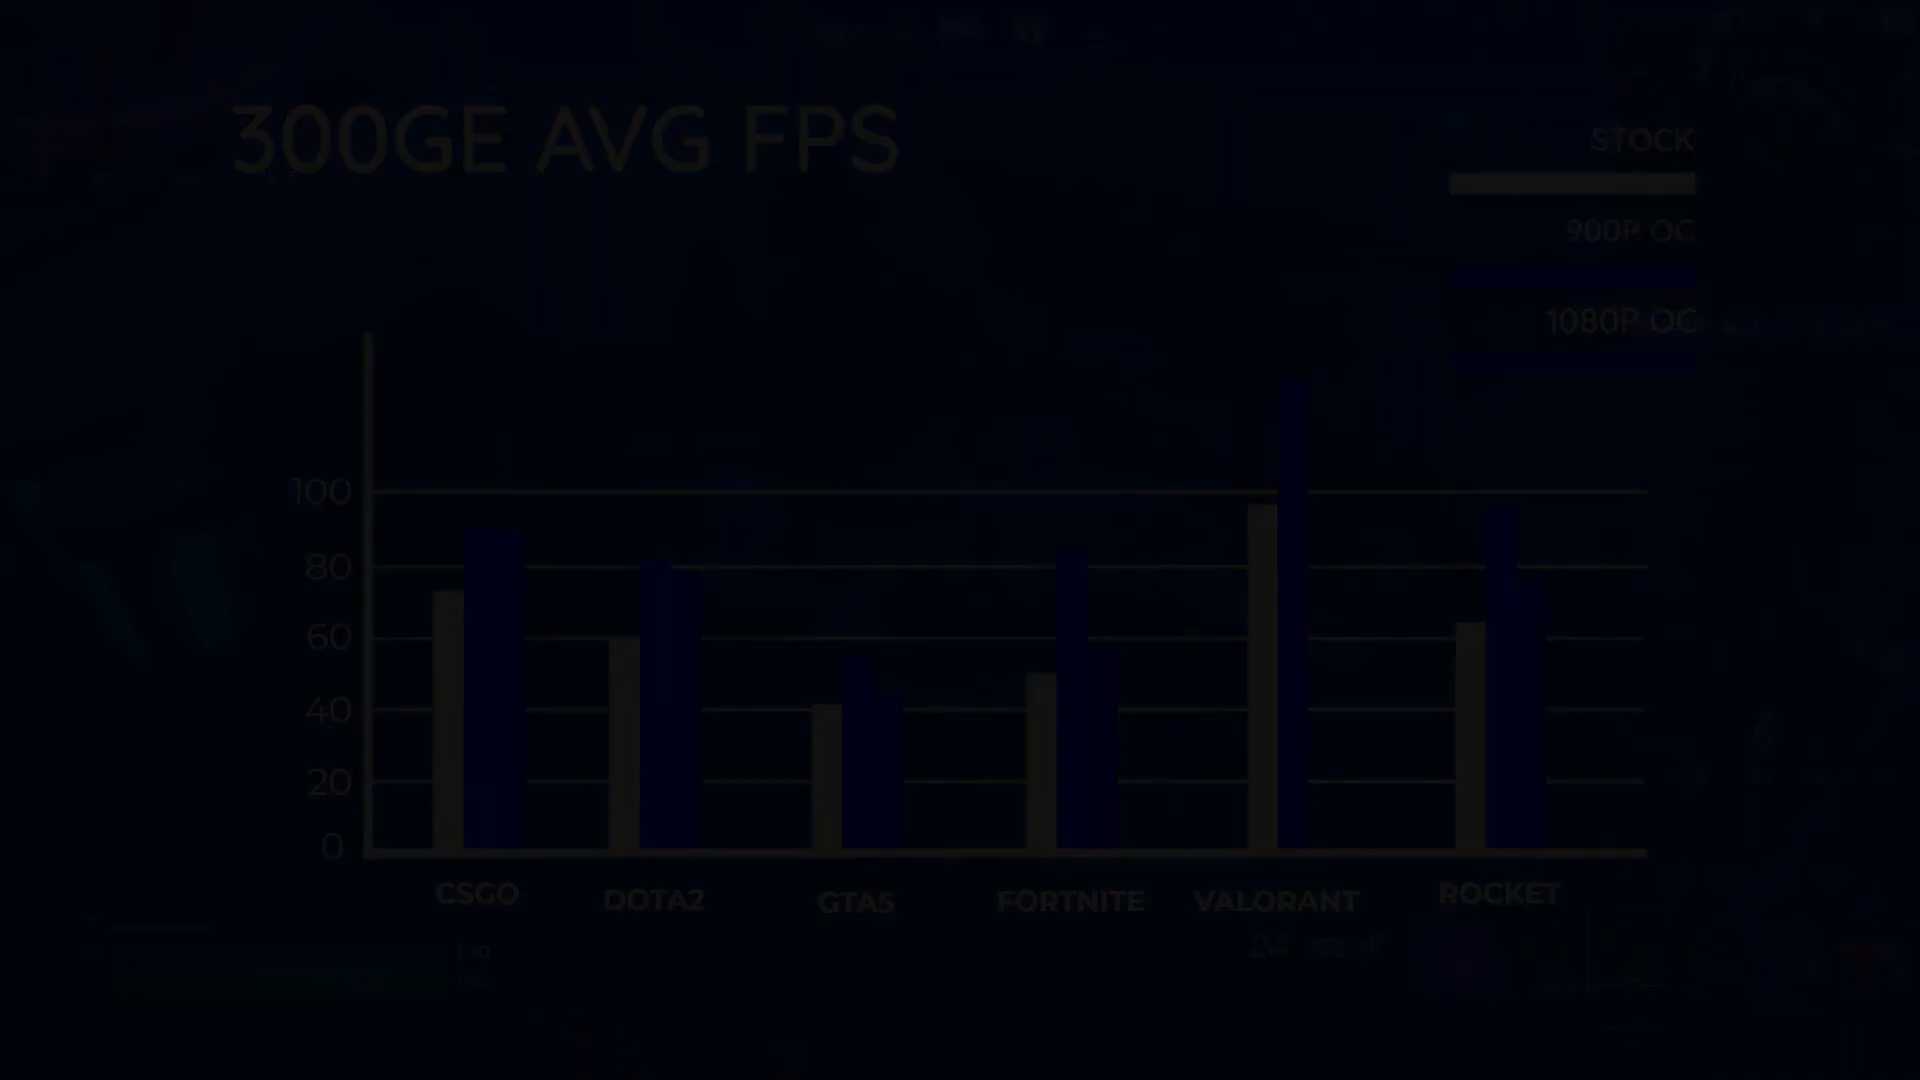 300GE AVG FPS
STOCK
900P OC
1080P OC
100
80
60
40
20
0
CSGO
DOTA2
GTA5
FORTNITE
VALORANT
ROCKET